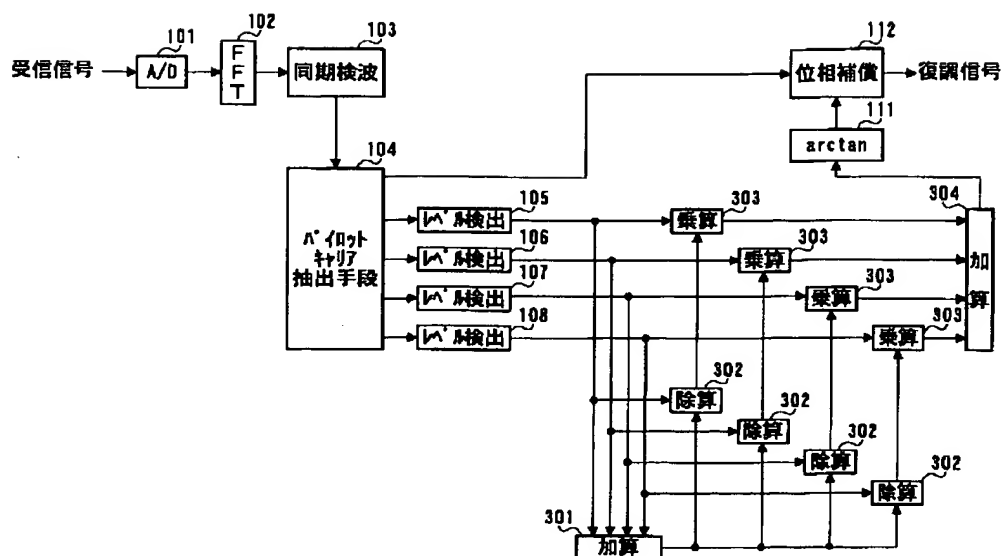 受信信号
101
A/D
102
FFT
103
同期検波
104
パイロット
キャリア
抽出手段
105
レベル検出
106
レベル検出
107
レベル検出
108
レベル検出
112
位相補償
復調信号
111
arctan
304
加算
303
乗算
303
乗算
303
乗算
303
乗算
302
除算
302
除算
302
除算
302
除算
301
加算